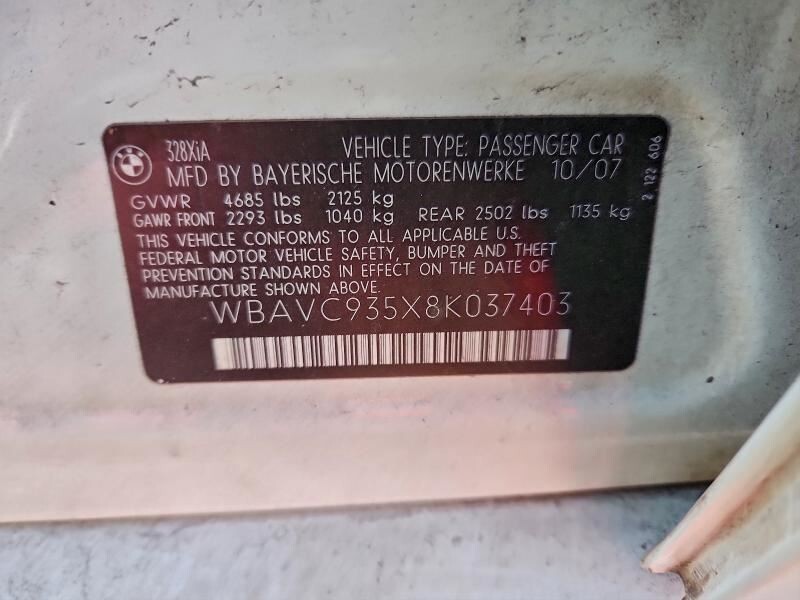 328XiA VEHICLE TYPE: PASSENGER CAR
MFD BY BAYERISCHE MOTORENWERKE 10/07
GVWR 4685 lbs 2125 kg
GAWR FRONT 2293 lbs 1040 kg REAR 2502 lbs 1135 kg
THIS VEHICLE CONFORMS TO ALL APPLICABLE U.S.
FEDERAL MOTOR VEHICLE SAFETY, BUMPER AND THEFT
PREVENTION STANDARDS IN EFFECT ON THE DATE OF
MANUFACTURE SHOWN ABOVE.
WBAVC935X8K037403
2 122 606